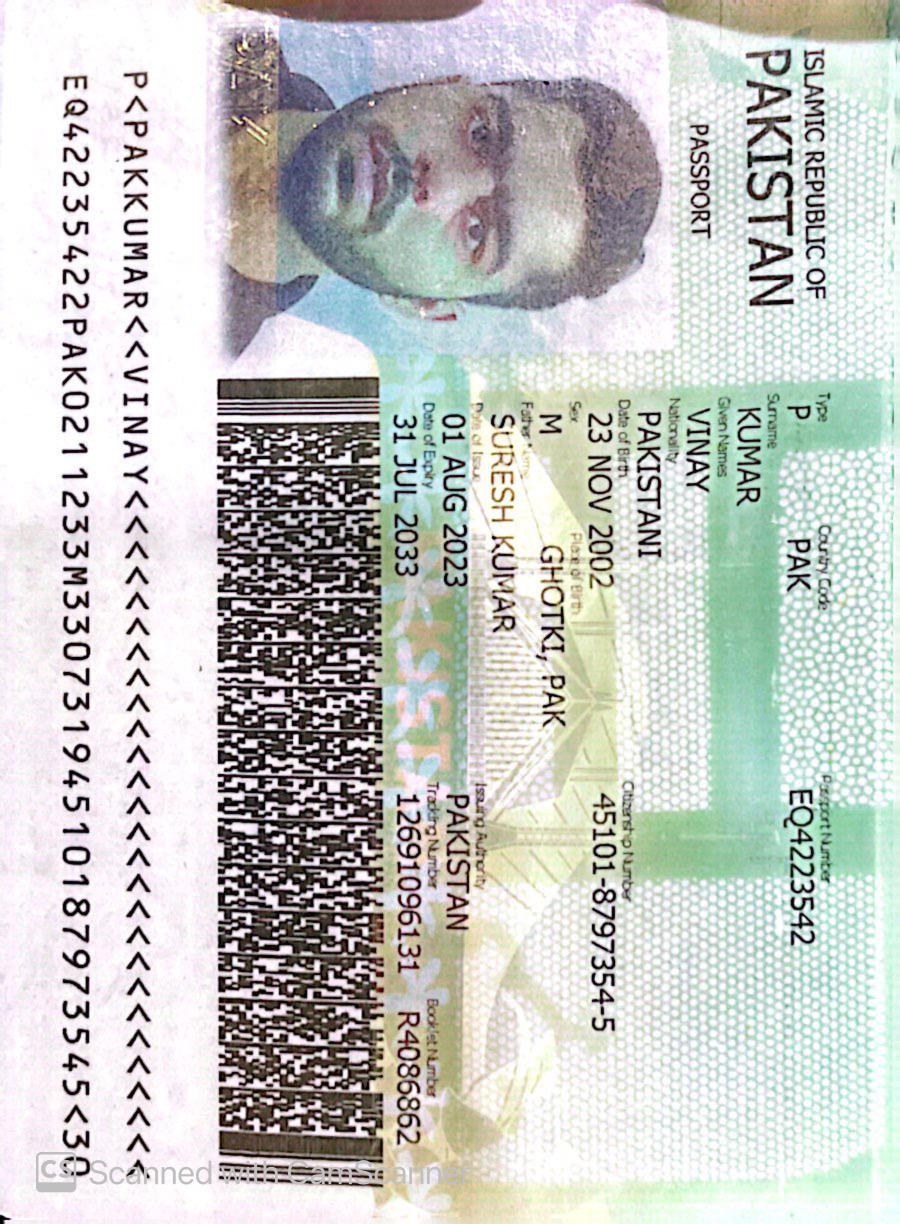 ISLAMIC REPUBLIC OF
PAKISTAN
PASSPORT
Type Country Code Passport Number
P PAK EQ4223542
Surname
KUMAR
Given Names
VINAY
Nationality
PAKISTANI
Date of Birth Citizenship Number
23 NOV 2002 45101-8797354-5
Sex Place of Birth
M GHOTKI, PAK
Father Name
SURESH KUMAR
Date of Issue Issuing Authority
01 AUG 2023 PAKISTAN
Date of Expiry Tracking Number Booklet Number
31 JUL 2033 12691096131 R4086862
P<PAKKUMAR<<VINAY<<<<<<<<<<<<<<<<<<<<<<<<<<<
EQ42235422PAK0211233M33073194510187973545<30
CS Scanned with CamScanner